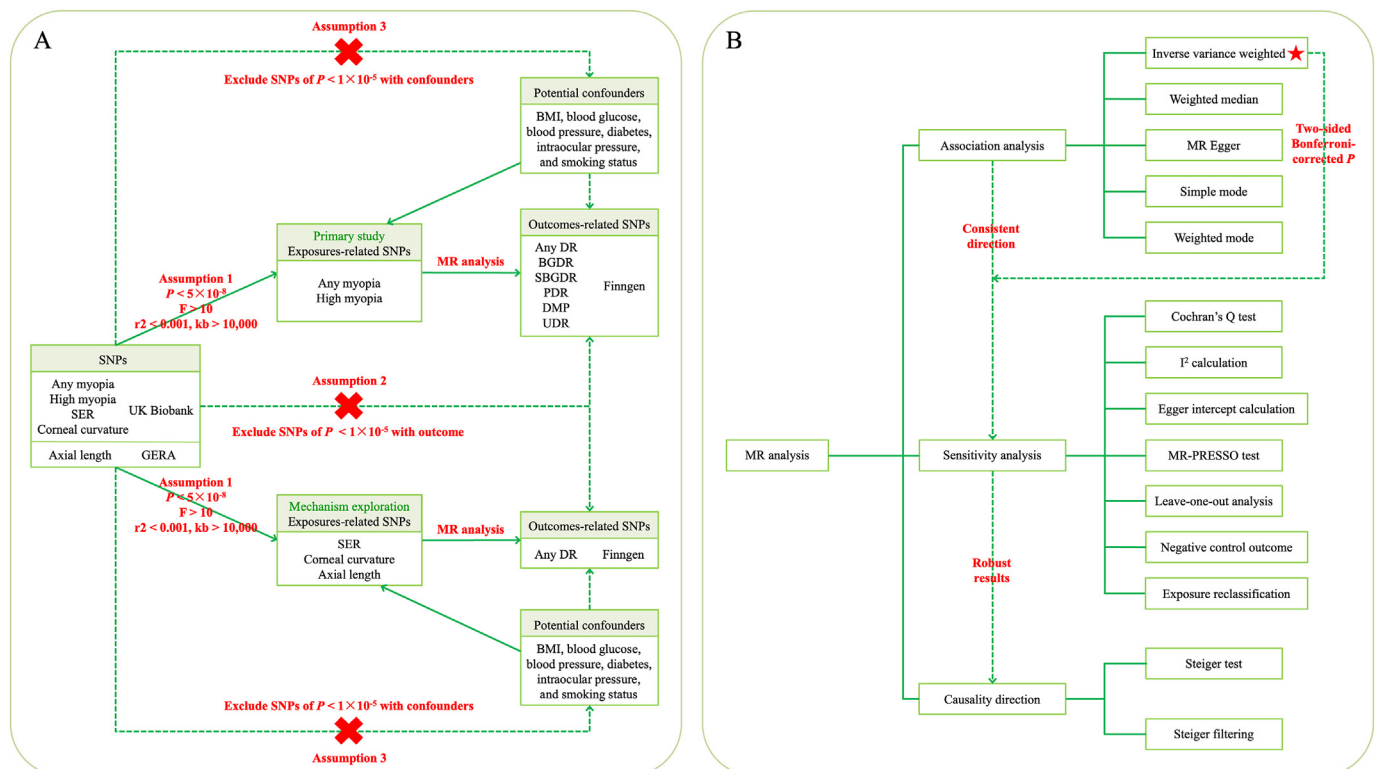 A
Assumption 3
Exclude SNPs of P < 1×10⁻⁵ with confounders
Potential confounders
BMI, blood glucose,
blood pressure, diabetes,
intraocular pressure,
and smoking status
Primary study
Exposures-related SNPs
Any myopia
High myopia
MR analysis
Outcomes-related SNPs
Any DR
BGDR
SBGDR
PDR
DMP
UDR
Finngen
Assumption 1
P < 5×10⁻⁸
F > 10
r2 < 0.001, kb > 10,000
SNPs
Any myopia
High myopia
SER
Corneal curvature
UK Biobank
Axial length
GERA
Assumption 2
Exclude SNPs of P < 1×10⁻⁵ with outcome
Assumption 1
P < 5×10⁻⁸
F > 10
r2 < 0.001, kb > 10,000
Mechanism exploration
Exposures-related SNPs
SER
Corneal curvature
Axial length
MR analysis
Outcomes-related SNPs
Any DR
Finngen
Potential confounders
BMI, blood glucose,
blood pressure, diabetes,
intraocular pressure,
and smoking status
Exclude SNPs of P < 1×10⁻⁵ with confounders
Assumption 3
B
MR analysis
Association analysis
Inverse variance weighted
Weighted median
MR Egger
Simple mode
Weighted mode
Two-sided
Bonferroni-
corrected P
Consistent
direction
Sensitivity analysis
Cochran's Q test
I² calculation
Egger intercept calculation
MR-PRESSO test
Leave-one-out analysis
Negative control outcome
Exposure reclassification
Robust
results
Causality direction
Steiger test
Steiger filtering